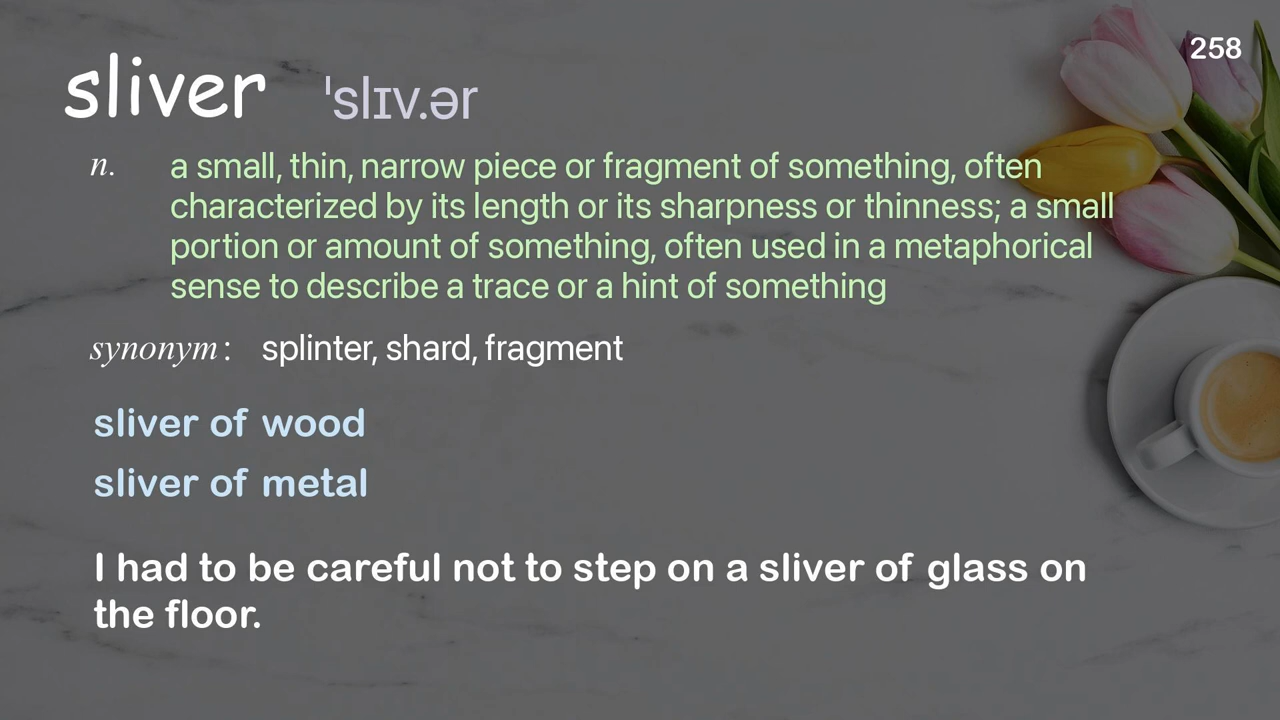 258
sliver ˈslɪv.ər
n. a small, thin, narrow piece or fragment of something, often
characterized by its length or its sharpness or thinness; a small
portion or amount of something, often used in a metaphorical
sense to describe a trace or a hint of something
synonym: splinter, shard, fragment
sliver of wood
sliver of metal
I had to be careful not to step on a sliver of glass on
the floor.